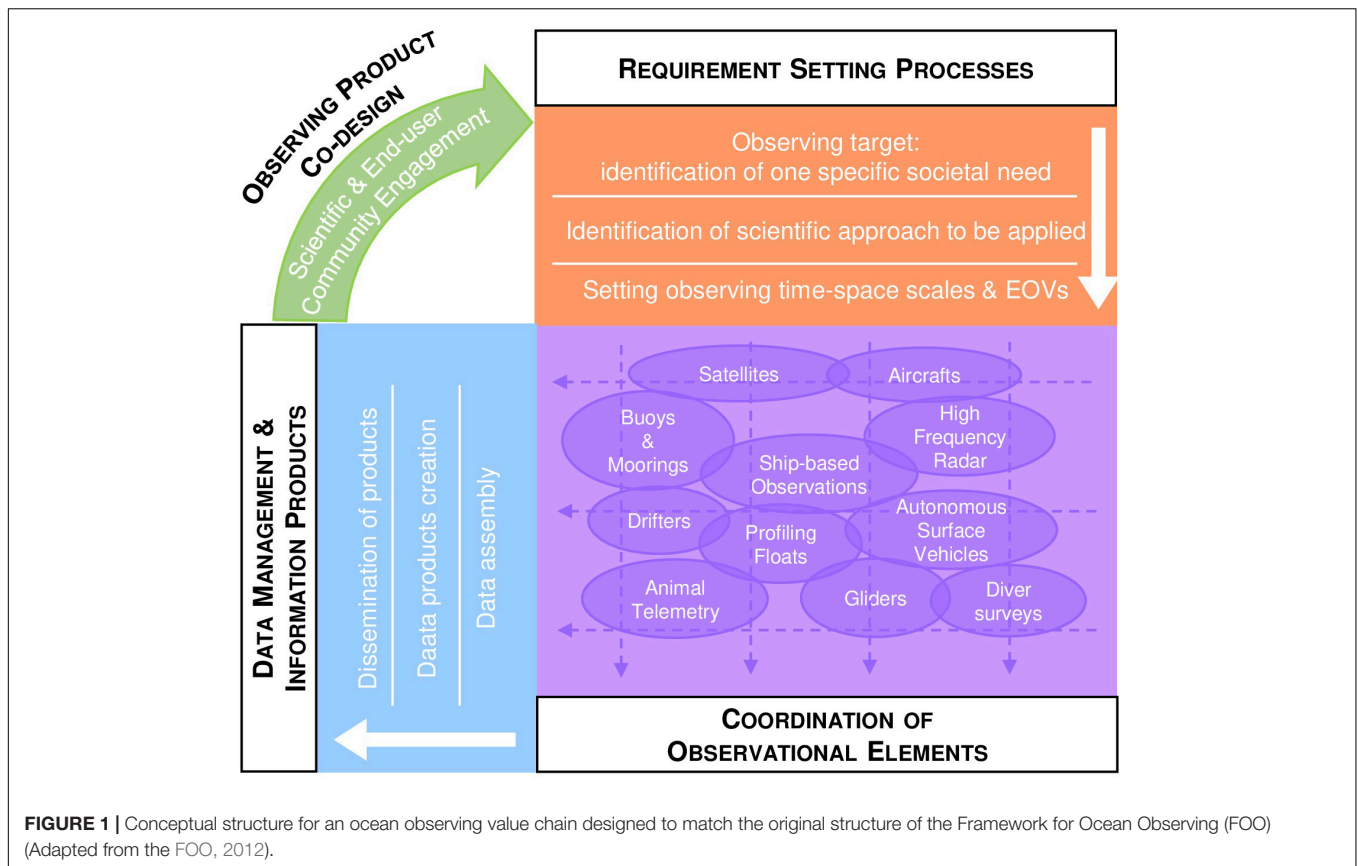 OBSERVING PRODUCT
CO-DESIGN
Scientific & End-user
Community Engagement
REQUIREMENT SETTING PROCESSES
Observing target:
identification of one specific societal need
Identification of scientific approach to be applied
Setting observing time-space scales & EOVs
Satellites
Aircrafts
Buoys
&
Moorings
High
Frequency
Radar
Ship-based
Observations
Drifters
Profiling
Floats
Autonomous
Surface
Vehicles
Animal
Telemetry
Gliders
Diver
surveys
COORDINATION OF
OBSERVATIONAL ELEMENTS
Data assembly
Daata products creation
Dissemination of products
DATA MANAGEMENT &
INFORMATION PRODUCTS
FIGURE 1 | Conceptual structure for an ocean observing value chain designed to match the original structure of the Framework for Ocean Observing (FOO)
(Adapted from the FOO, 2012).